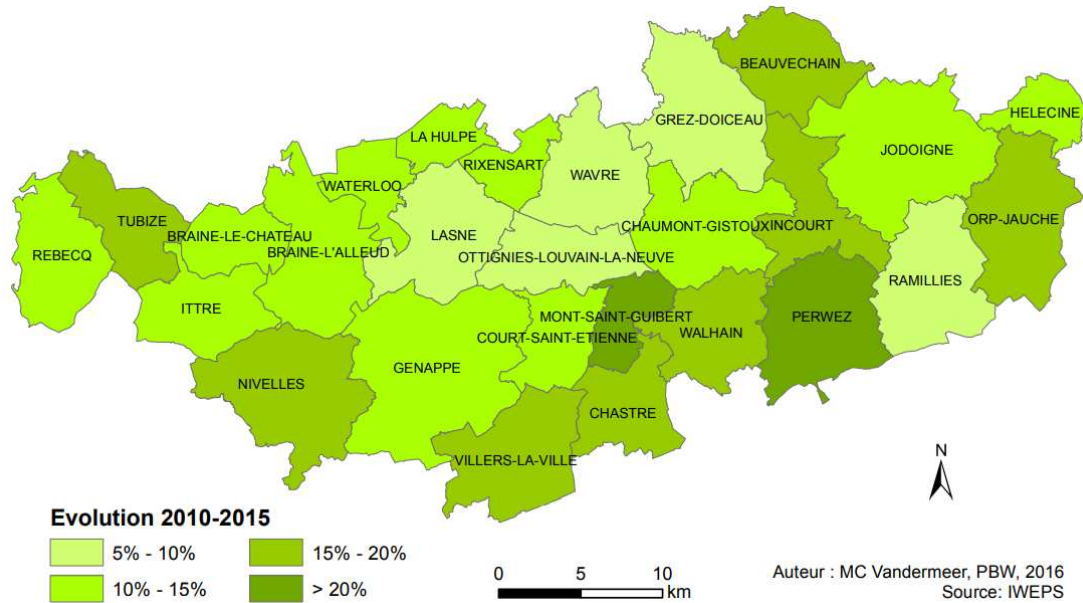 BEAUVECHAIN
GREZ-DOICEAU
HELECINE
LA HULPE
JODOIGNE
RIXENSART
WAVRE
WATERLOO
TUBIZE
CHAUMONT-GISTOUX
INCOURT
ORP-JAUCHE
BRAINE-LE-CHATEAU
LASNE
REBECQ
BRAINE-L'ALLEUD
OTTIGNIES-LOUVAIN-LA-NEUVE
RAMILLIES
ITTRE
MONT-SAINT-GUIBERT
PERWEZ
WALHAIN
COURT-SAINT-ETIENNE
GENAPPE
NIVELLES
CHASTRE
VILLERS-LA-VILLE
N
Evolution 2010-2015
5% - 10%
15% - 20%
10% - 15%
> 20%
0 5 10
km
Auteur : MC Vandermeer, PBW, 2016
Source: IWEPS